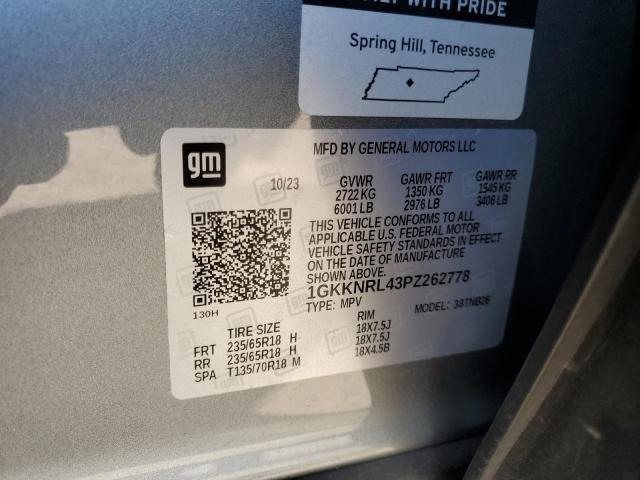 WITH PRIDE
Spring Hill, Tennessee
gm
MFD BY GENERAL MOTORS LLC
10/23 GVWR GAWR FRT GAWR RR
2722 KG 1350 KG 1545 KG
6001 LB 2976 LB 3406 LB
THIS VEHICLE CONFORMS TO ALL
APPLICABLE U.S. FEDERAL MOTOR
VEHICLE SAFETY STANDARDS IN EFFECT
ON THE DATE OF MANUFACTURE
SHOWN ABOVE.
1GKKNRL43PZ262778
130H
TYPE: MPV MODEL: 38TNB26
TIRE SIZE RIM
FRT 235/65R18 H 18X7.5J
RR 235/65R18 H 18X7.5J
SPA T135/70R18 M 18X4.5B